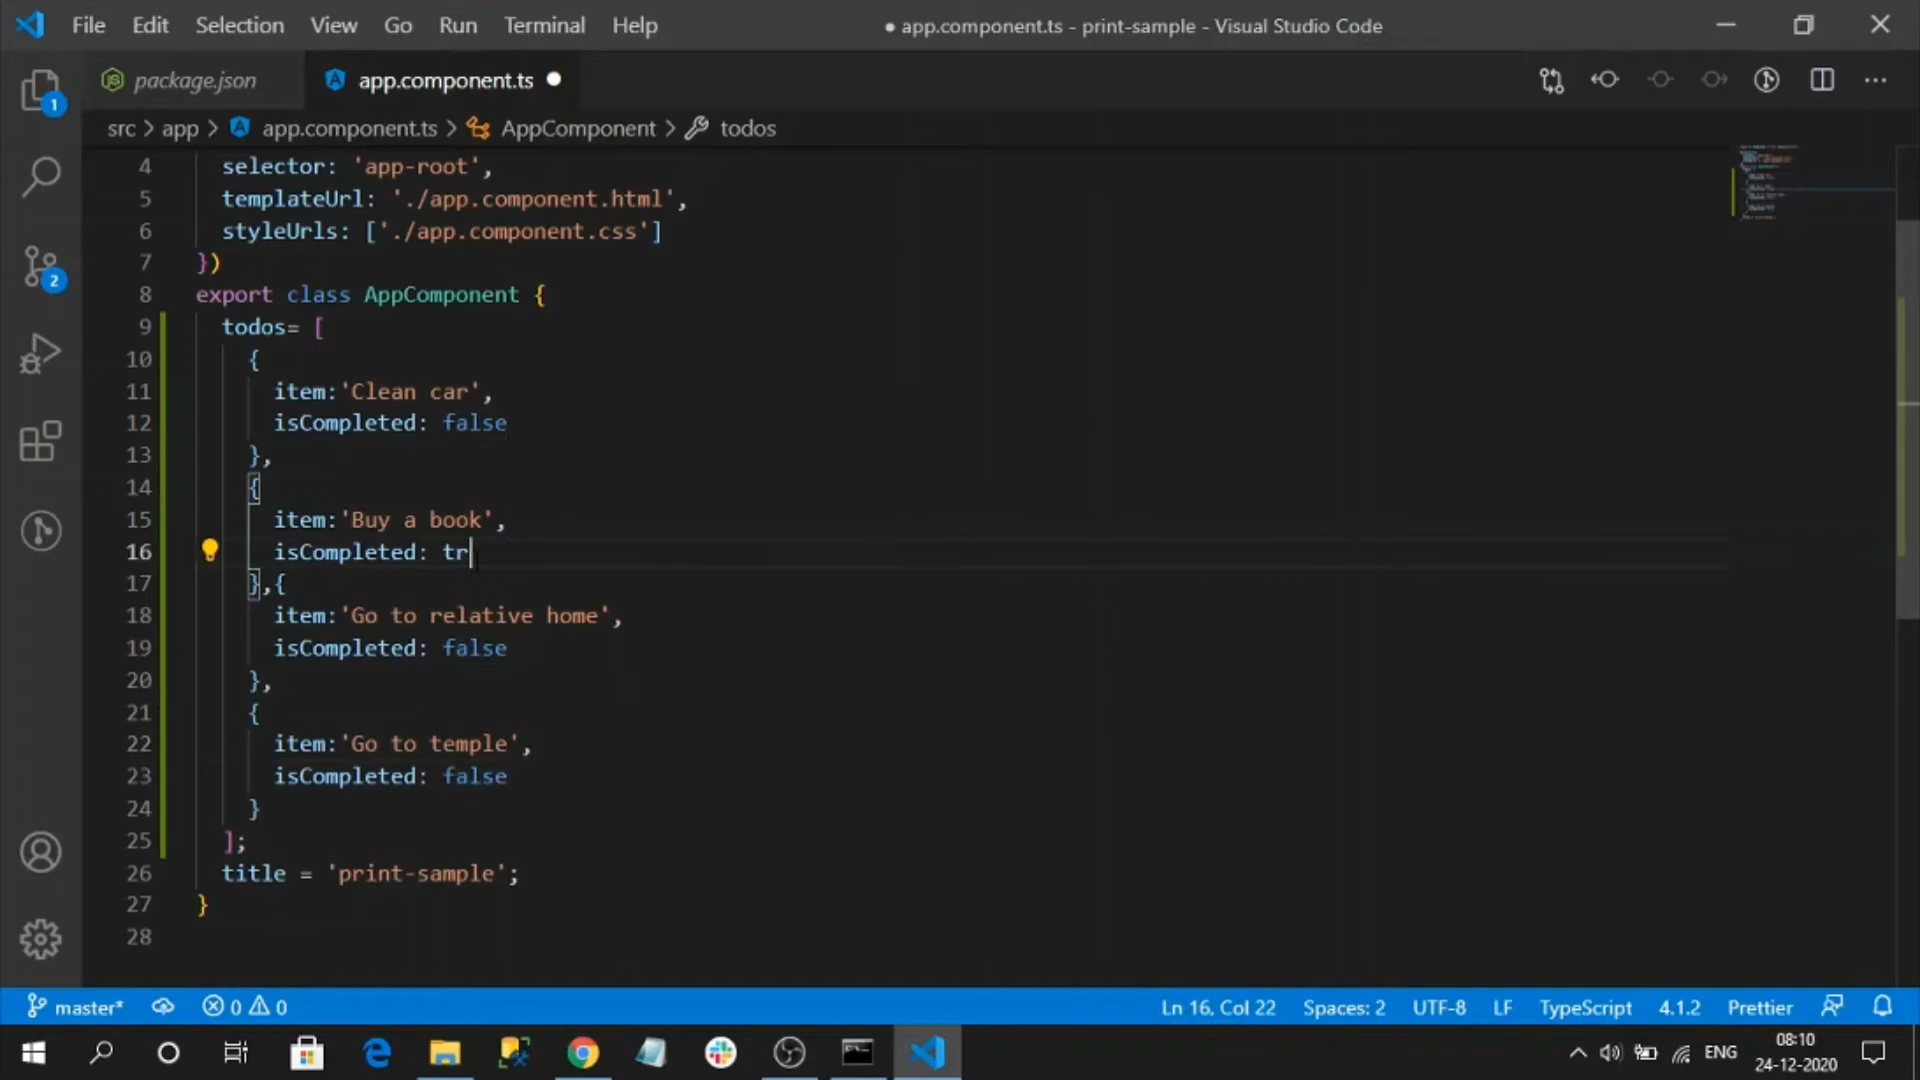 File Edit Selection View Go Run Terminal Help ● app.component.ts - print-sample - Visual Studio Code
package.json app.component.ts ●
src > app > app.component.ts > AppComponent > todos
4 selector: 'app-root',
5 templateUrl: './app.component.html',
6 styleUrls: ['./app.component.css']
7 })
8 export class AppComponent {
9 todos= [
10 {
11 item:'Clean car',
12 isCompleted: false
13 },
14 {
15 item:'Buy a book',
16 isCompleted: tr
17 },{
18 item:'Go to relative home',
19 isCompleted: false
20 },
21 {
22 item:'Go to temple',
23 isCompleted: false
24 }
25 ];
26 title = 'print-sample';
27 }
28
1
2
master* 0 0 Ln 16, Col 22 Spaces: 2 UTF-8 LF TypeScript 4.1.2 Prettier
ENG 08:10
24-12-2020